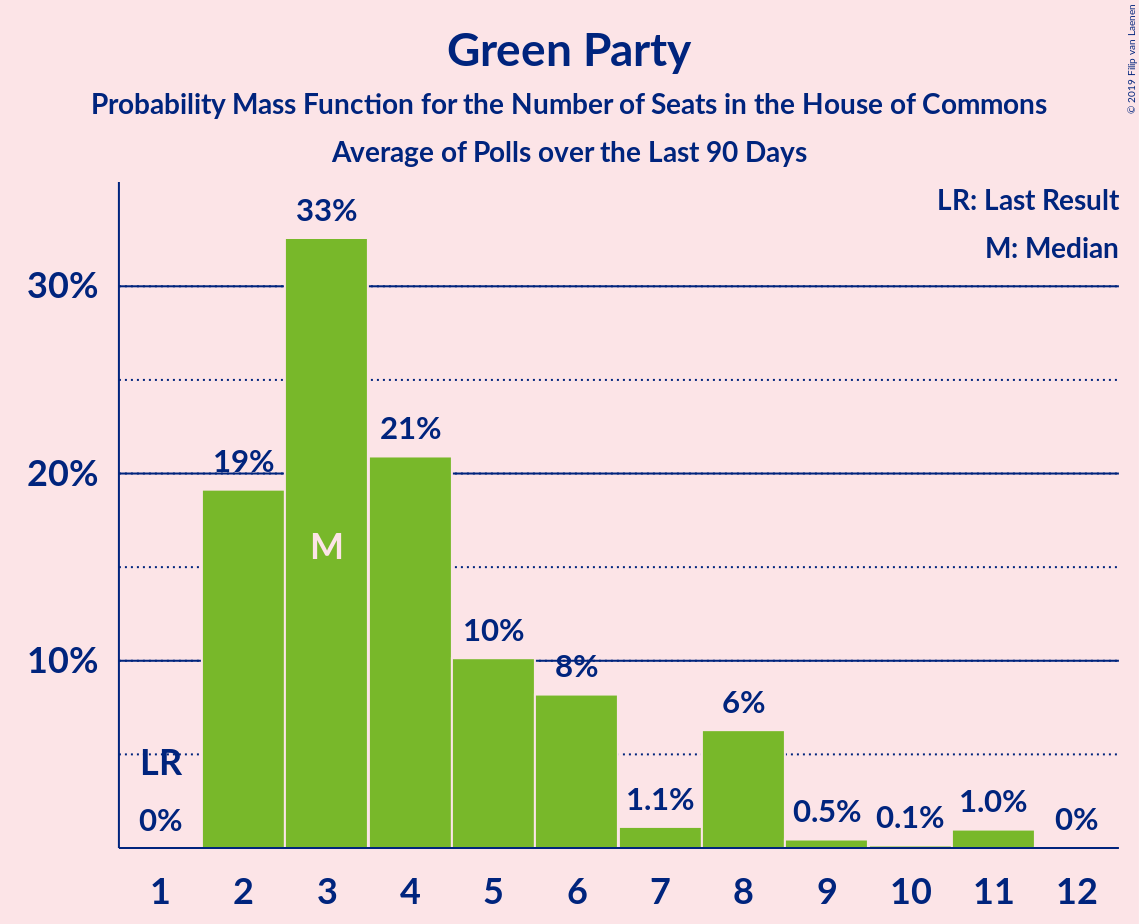 Green Party
Probability Mass Function for the Number of Seats in the House of Commons
Average of Polls over the Last 90 Days
© 2019 Filip van Laenen
LR: Last Result
M: Median
30%
20%
10%
LR
0%
19%
33%
M
21%
10%
8%
1.1%
6%
0.5%
0.1%
1.0%
0%
1 2 3 4 5 6 7 8 9 10 11 12